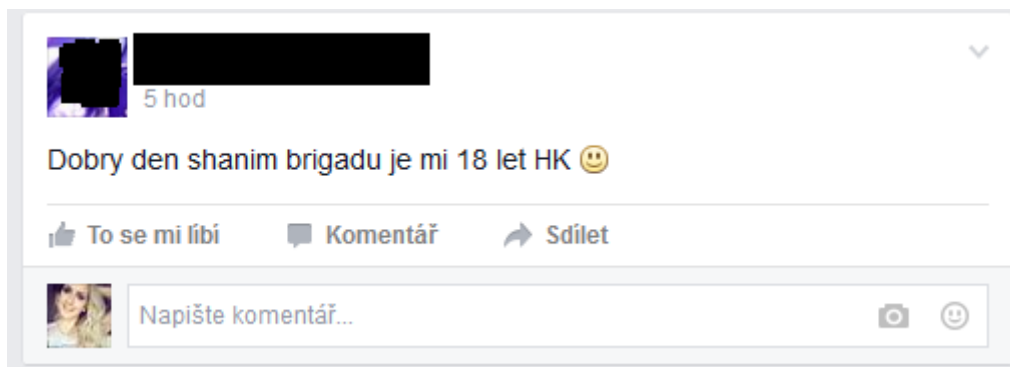 5 hod
Dobry den shanim brigadu je mi 18 let HK
To se mi líbí Komentář Sdílet
Napište komentář...